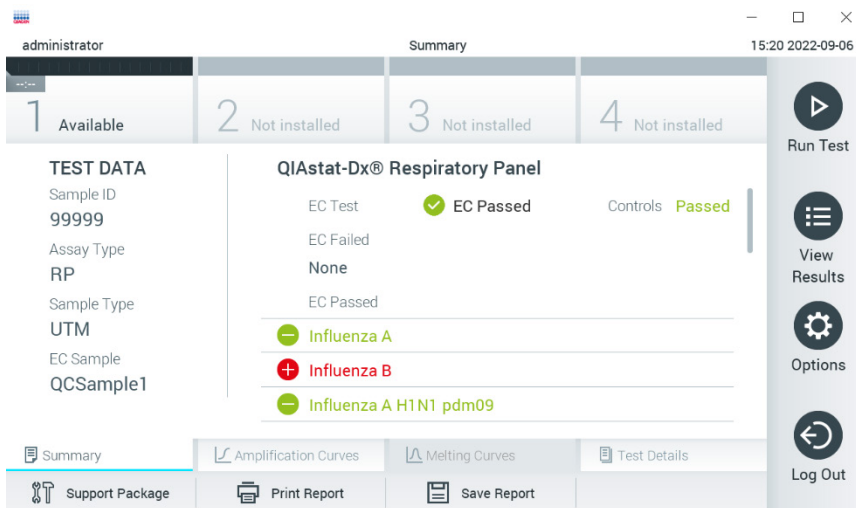 administrator
Summary
15:20 2022-09-06
--:--
1 Available
2 Not installed
3 Not installed
4 Not installed
Run Test
TEST DATA
Sample ID
99999
Assay Type
RP
Sample Type
UTM
EC Sample
QCSample1
QIAstat-Dx® Respiratory Panel
EC Test
EC Passed
Controls Passed
EC Failed
None
EC Passed
Influenza A
Influenza B
Influenza A H1N1 pdm09
View
Results
Options
Log Out
Summary
Amplification Curves
Melting Curves
Test Details
Support Package
Print Report
Save Report